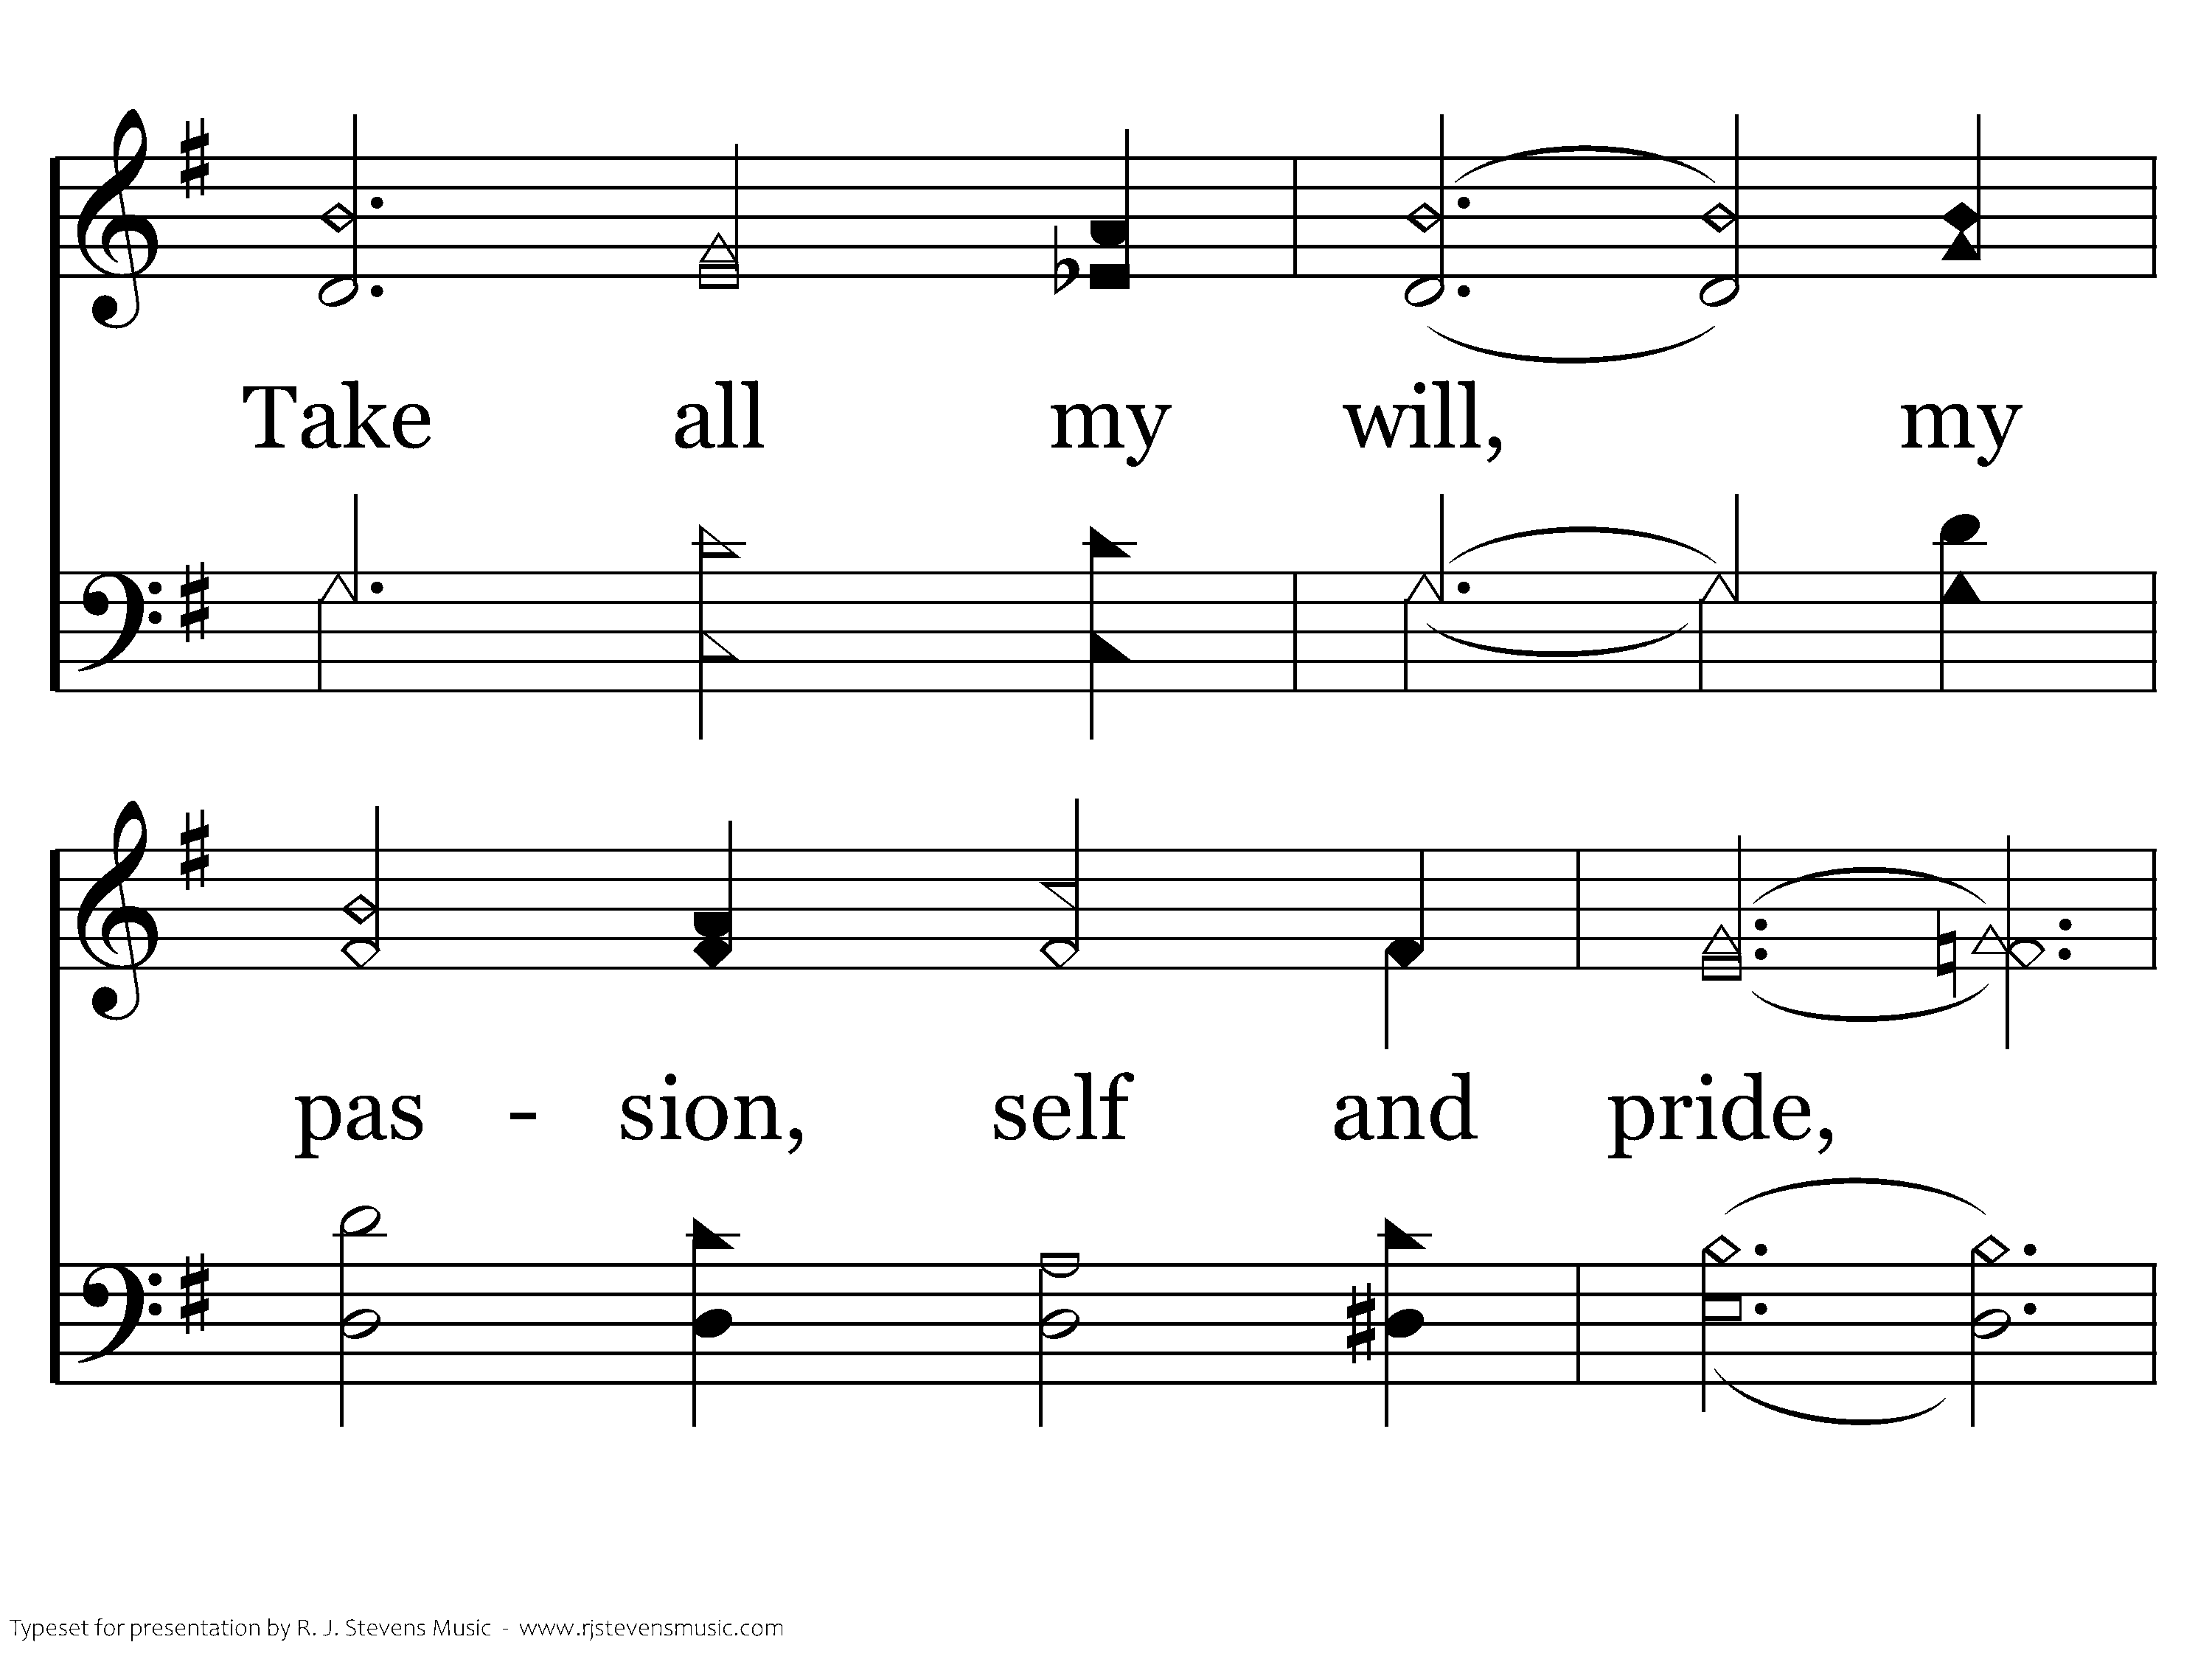 Take all my will, my
pas - sion, self and pride,
Typeset for presentation by R. J. Stevens Music - www.rjstevensmusic.com